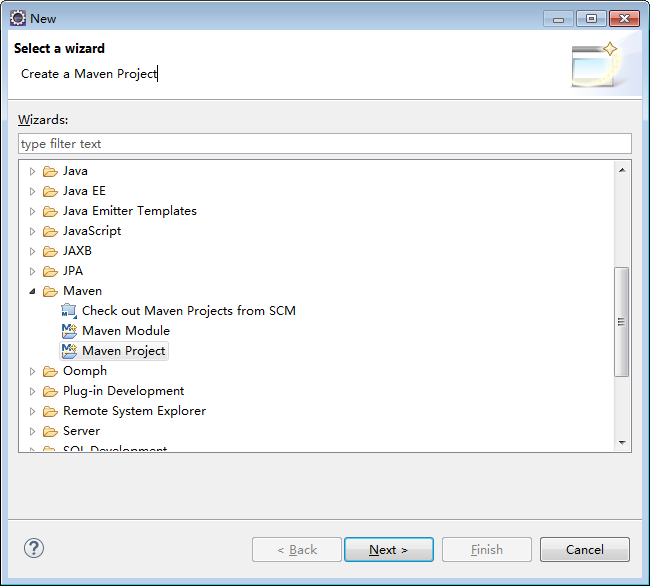 New
Select a wizard
Create a Maven Project
Wizards:
type filter text
Java
Java EE
Java Emitter Templates
JavaScript
JAXB
JPA
Maven
Check out Maven Projects from SCM
Maven Module
Maven Project
Oomph
Plug-in Development
Remote System Explorer
Server
SQL Development
< Back
Next >
Finish
Cancel